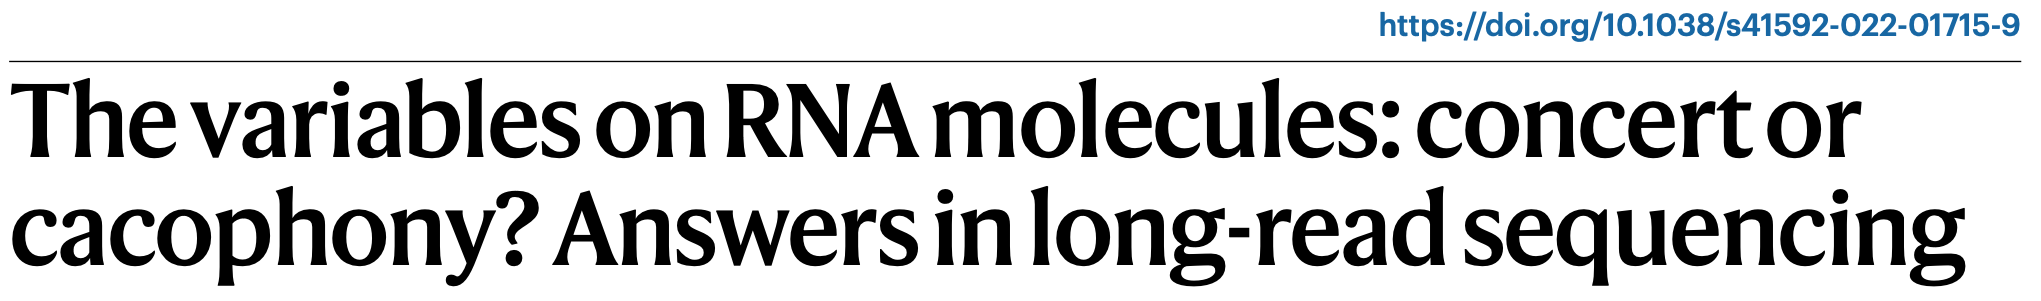 https://doi.org/10.1038/s41592-022-01715-9
The variables on RNA molecules: concert or
cacophony? Answers in long-read sequencing